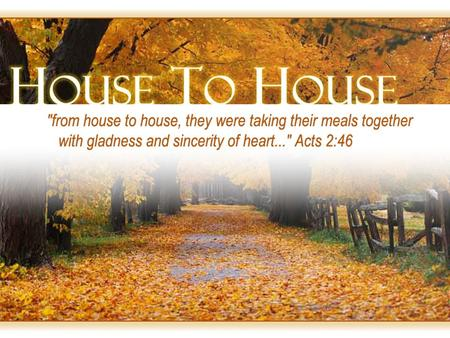 House To House
"from house to house, they were taking their meals together
with gladness and sincerity of heart..." Acts 2:46